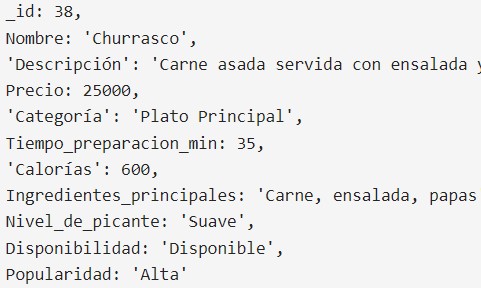 _id: 38,
Nombre: 'Churrasco',
'Descripción': 'Carne asada servida con ensalada y
Precio: 25000,
'Categoría': 'Plato Principal',
Tiempo_preparacion_min: 35,
'Calorías': 600,
Ingredientes_principales: 'Carne, ensalada, papas
Nivel_de_picante: 'Suave',
Disponibilidad: 'Disponible',
Popularidad: 'Alta'